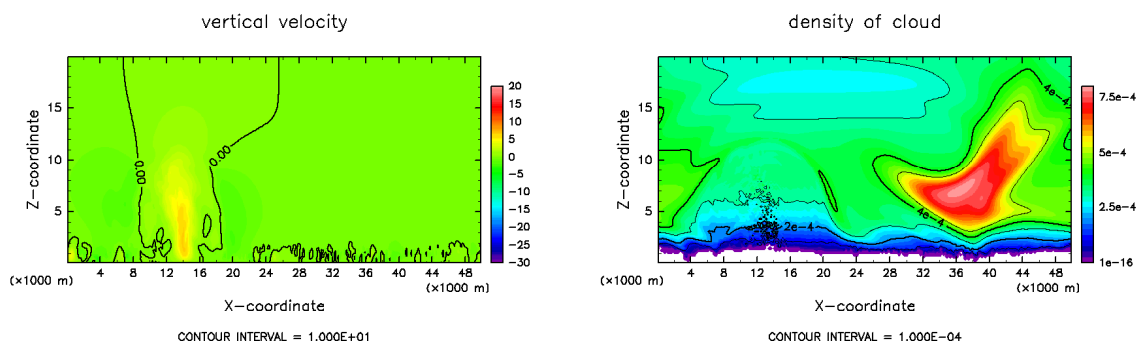 vertical velocity
density of cloud
Z-coordinate
15
10
5
0.00
0.00
20
15
10
5
0
-5
-10
-15
-20
-25
-30
4 8 12 16 20 24 28 32 36 40 44 48
(×1000 m) (×1000 m)
X-coordinate
CONTOUR INTERVAL = 1.000E+01
Z-coordinate
15
10
5
4e-4
4e-4
4e-4
2e-4
7.5e-4
5e-4
2.5e-4
1e-16
4 8 12 16 20 24 28 32 36 40 44 48
(×1000 m) (×1000 m)
X-coordinate
CONTOUR INTERVAL = 1.000E-04